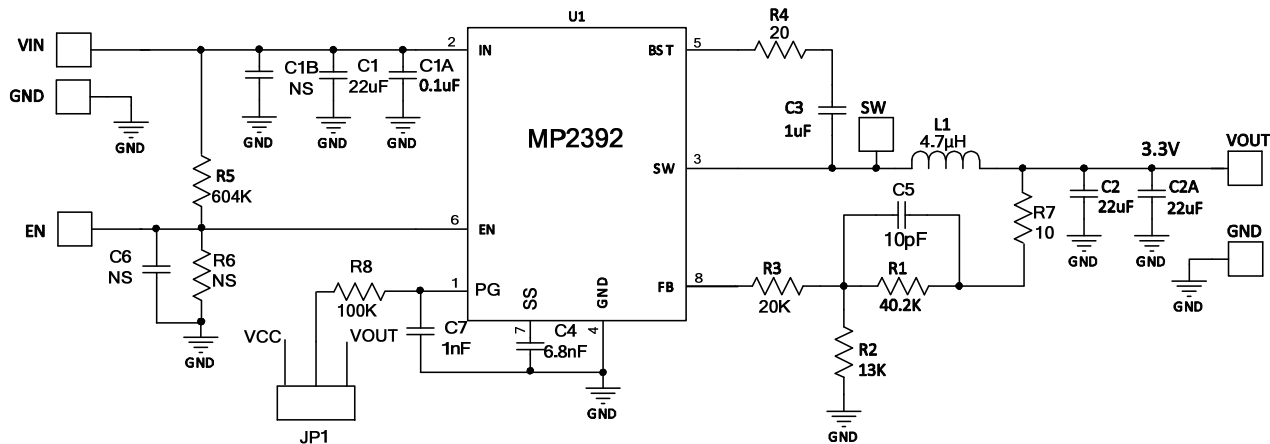 U1
VIN
GND
GND
C1B
NS
GND
C1
22uF
GND
C1A
0.1uF
GND
2
IN
BST
5
R4
20
C3
1uF
SW
L1
4.7µH
3.3V
VOUT
MP2392
SW
3
R5
604K
EN
6
EN
C6
NS
R6
NS
GND
C5
10pF
R7
10
C2
22uF
GND
C2A
22uF
GND
GND
GND
R8
100K
1
PG
C7
1nF
SS
7
C4
6.8nF
GND
4
GND
FB
8
R3
20K
R1
40.2K
R2
13K
GND
VCC
VOUT
JP1